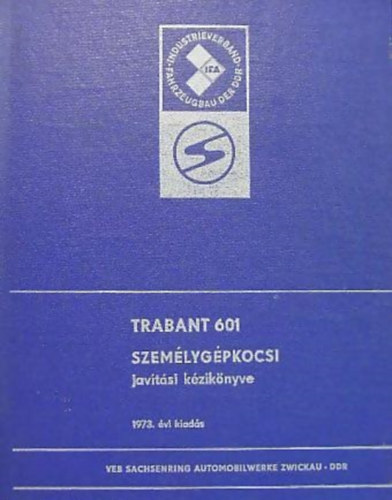 INDUSTRIEVERBAND
FAHRZEUGBAU DER DDR
IFA
TRABANT 601
SZEMÉLYGÉPKOCSI
javítási kézikönyve
1973. évi kiadás
VEB SACHSENRING AUTOMOBILWERKE ZWICKAU · DDR